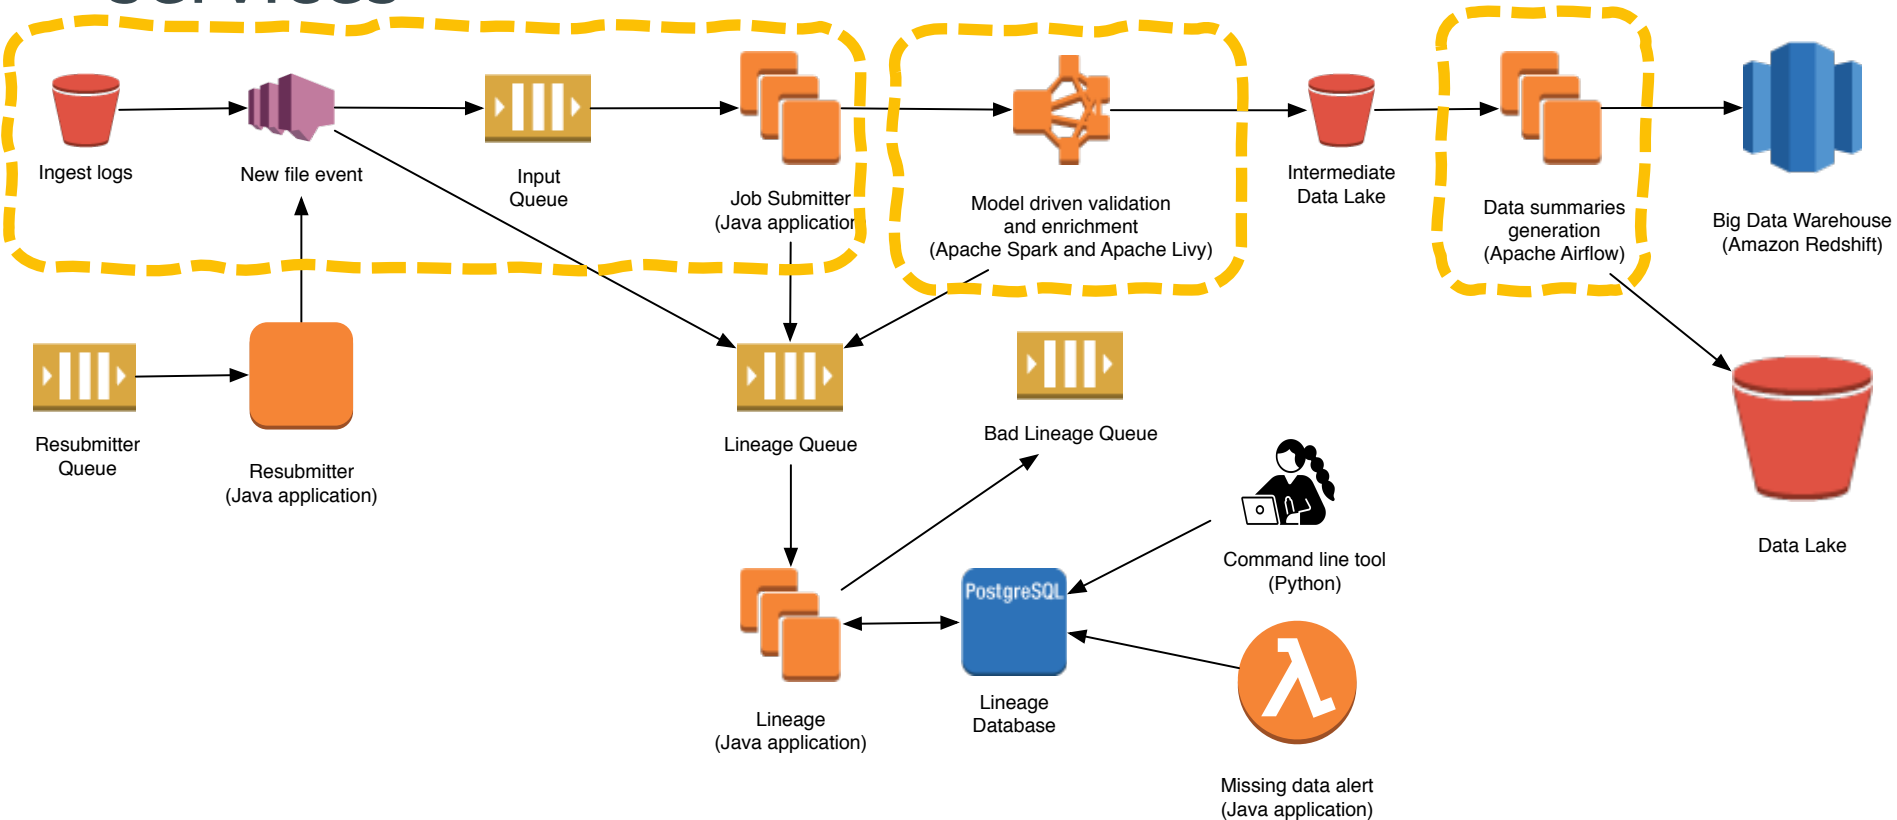 Services
Ingest logs
New file event
Input
Queue
Job Submitter
(Java application
Model driven validation
and enrichment
(Apache Spark and Apache Livy)
Intermediate
Data Lake
Data summaries
generation
(Apache Airflow)
Big Data Warehouse
(Amazon Redshift)
Resubmitter
Queue
Resubmitter
(Java application)
Lineage Queue
Bad Lineage Queue
Command line tool
(Python)
Data Lake
PostgreSQL
Lineage
(Java application)
Lineage
Database
Missing data alert
(Java application)